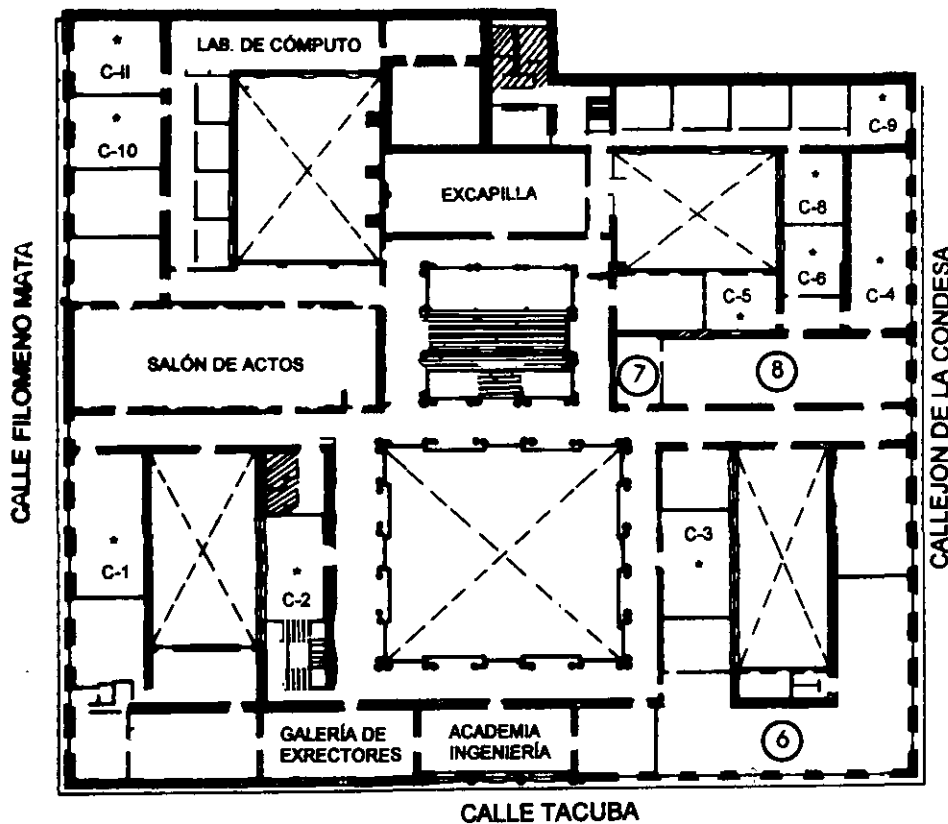 LAB. DE CÓMPUTO
C-11
C-10
C-9
EXCAPILLA
C-8
C-6
C-5
C-4
SALÓN DE ACTOS
7
8
CALLE FILOMENO MATA
CALLEJON DE LA CONDESA
C-1
C-2
C-3
GALERÍA DE
EXRECTORES
ACADEMIA
INGENIERÍA
6
CALLE TACUBA